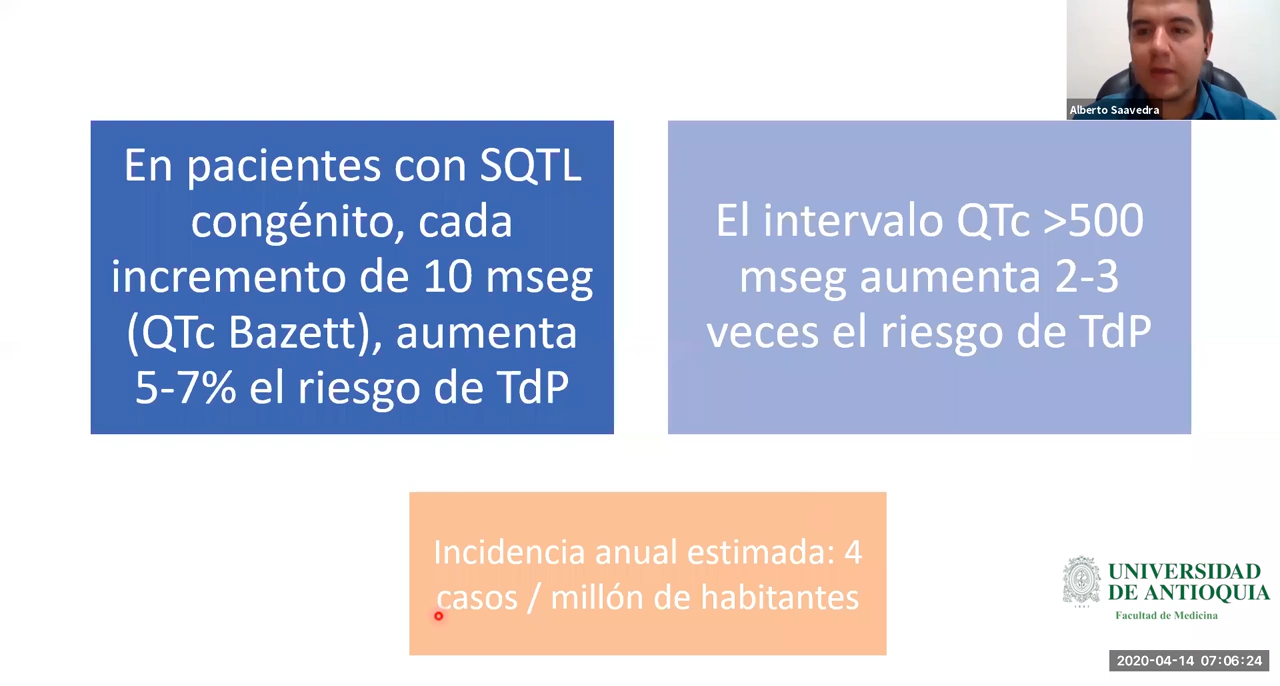 Alberto Saavedra
En pacientes con SQTL
congénito, cada
incremento de 10 mseg
(QTc Bazett), aumenta
5-7% el riesgo de TdP
El intervalo QTc >500
mseg aumenta 2-3
veces el riesgo de TdP
Incidencia anual estimada: 4
casos / millón de habitantes
UNIVERSIDAD
DE ANTIOQUIA
Facultad de Medicina
2020-04-14 07:06:24